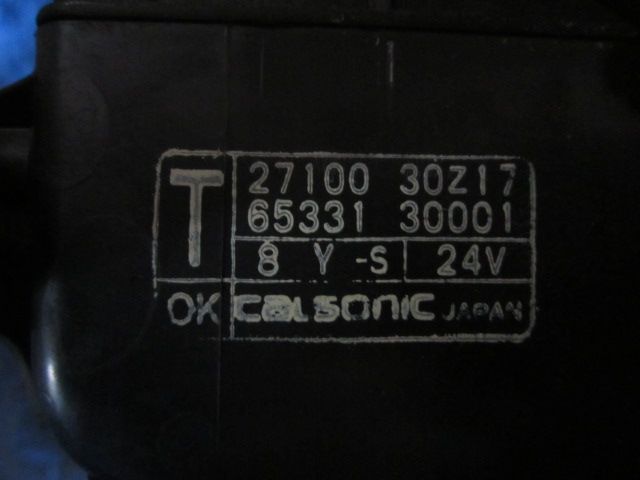 T
27100 30Z17
65331 30001
8 Y -S 24V
OK calsonic JAPAN